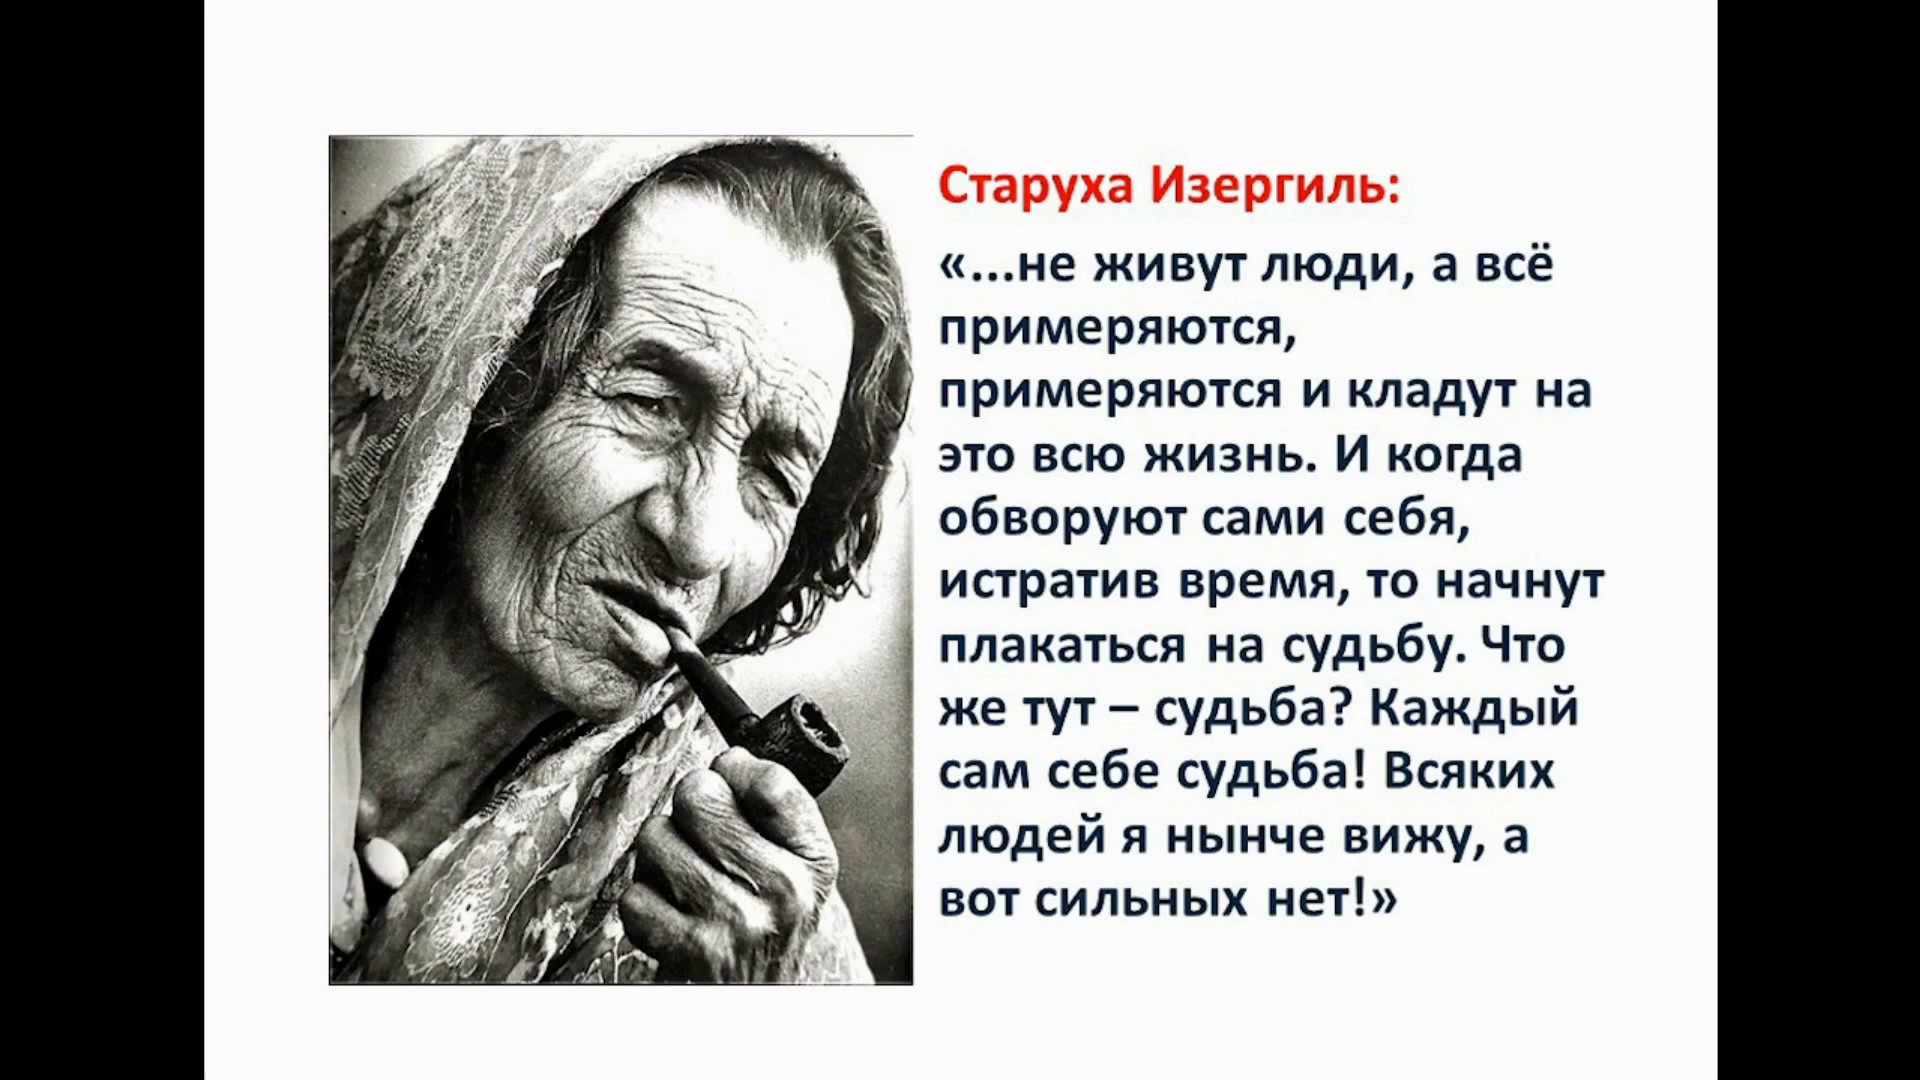 Старуха Изергиль:
«...не живут люди, а всё
примеряются,
примеряются и кладут на
это всю жизнь. И когда
обворуют сами себя,
истратив время, то начнут
плакаться на судьбу. Что
же тут – судьба? Каждый
сам себе судьба! Всяких
людей я нынче вижу, а
вот сильных нет!»